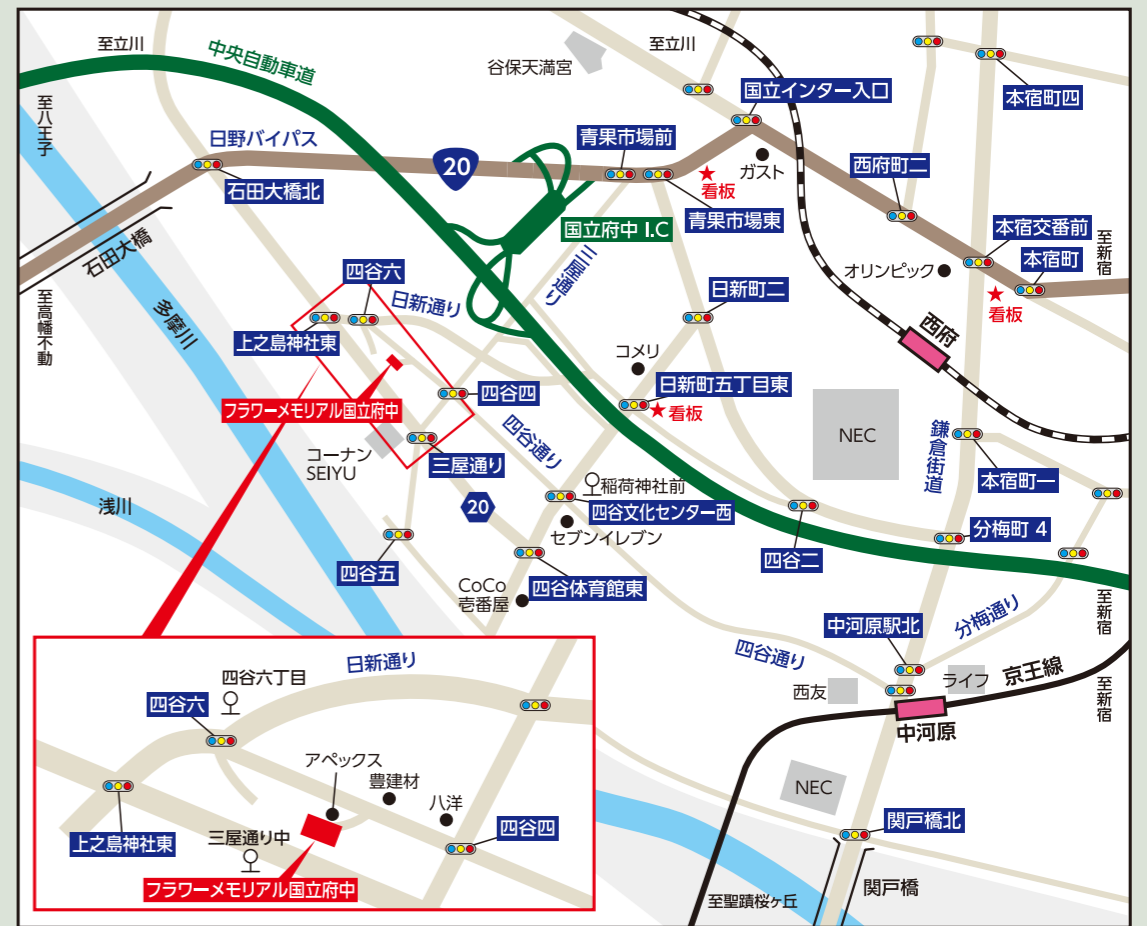 至立川
中央自動車道
谷保天満宮
至立川
国立インター入口
本宿町四
至八王子
日野バイパス
20
青果市場前
ガスト
西府町二
石田大橋北
看板
青果市場東
国立府中 I.C
本宿交番前
至新宿
石田大橋
三屋通り
オリンピック
本宿町
四谷六
日新通り
日新町二
看板
至高幡不動
多摩川
上之島神社東
西府
コメリ
日新町五丁目東
看板
四谷四
フラワーメモリアル国立府中
NEC
鎌倉街道
四谷通り
コーナン
SEIYU
三屋通り
本宿町一
浅川
20
稲荷神社前
四谷文化センター西
セブンイレブン
分梅町 4
四谷二
四谷五
CoCo
壱番屋
四谷体育館東
至新宿
中河原駅北
分梅通り
四谷通り
西友
ライフ
京王線
至新宿
中河原
NEC
関戸橋北
関戸橋
至聖蹟桜ヶ丘
日新通り
四谷六丁目
四谷六
アペックス
豊建材
八洋
四谷四
上之島神社東
三屋通り中
フラワーメモリアル国立府中